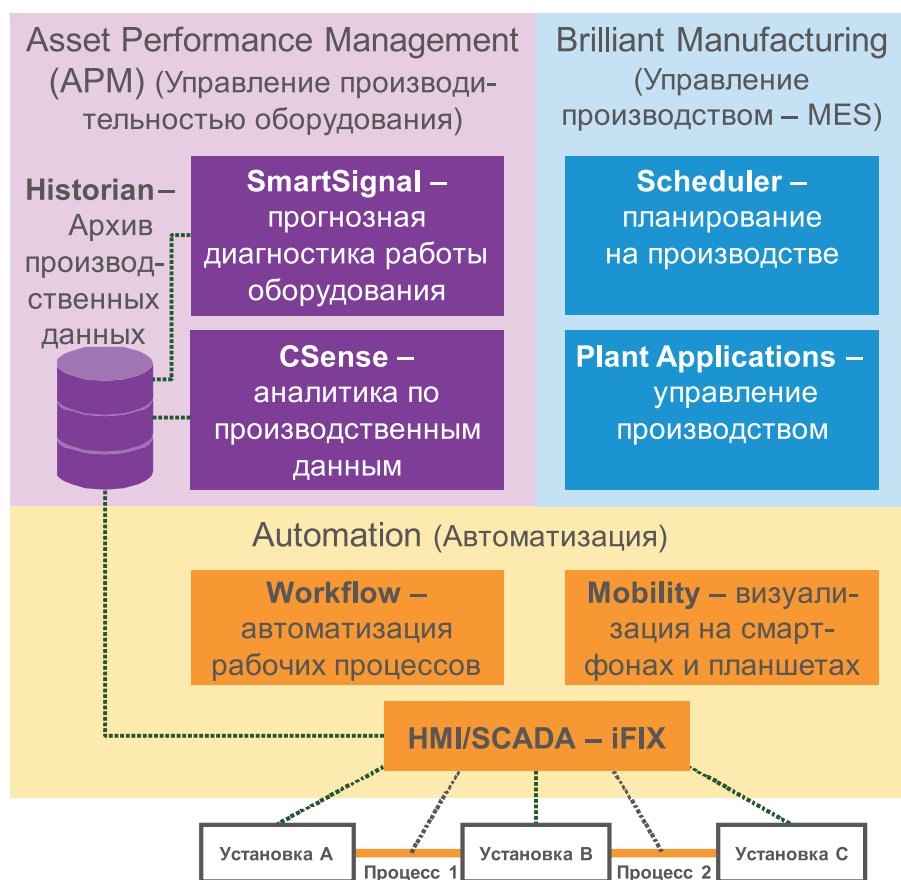 Asset Performance Management
(APM) (Управление производи-
тельностью оборудования)
Brilliant Manufacturing
(Управление
производством – MES)
Historian –
Архив
производ-
ственных
данных
SmartSignal –
прогнозная
диагностика работы
оборудования
CSense –
аналитика по
производственным
данным
Scheduler –
планирование
на производстве
Plant Applications –
управление
производством
Automation (Автоматизация)
Workflow –
автоматизация
рабочих процессов
Mobility – визуали-
зация на смарт-
фонах и планшетах
HMI/SCADA – iFIX
Установка А
Процесс 1
Установка В
Процесс 2
Установка С